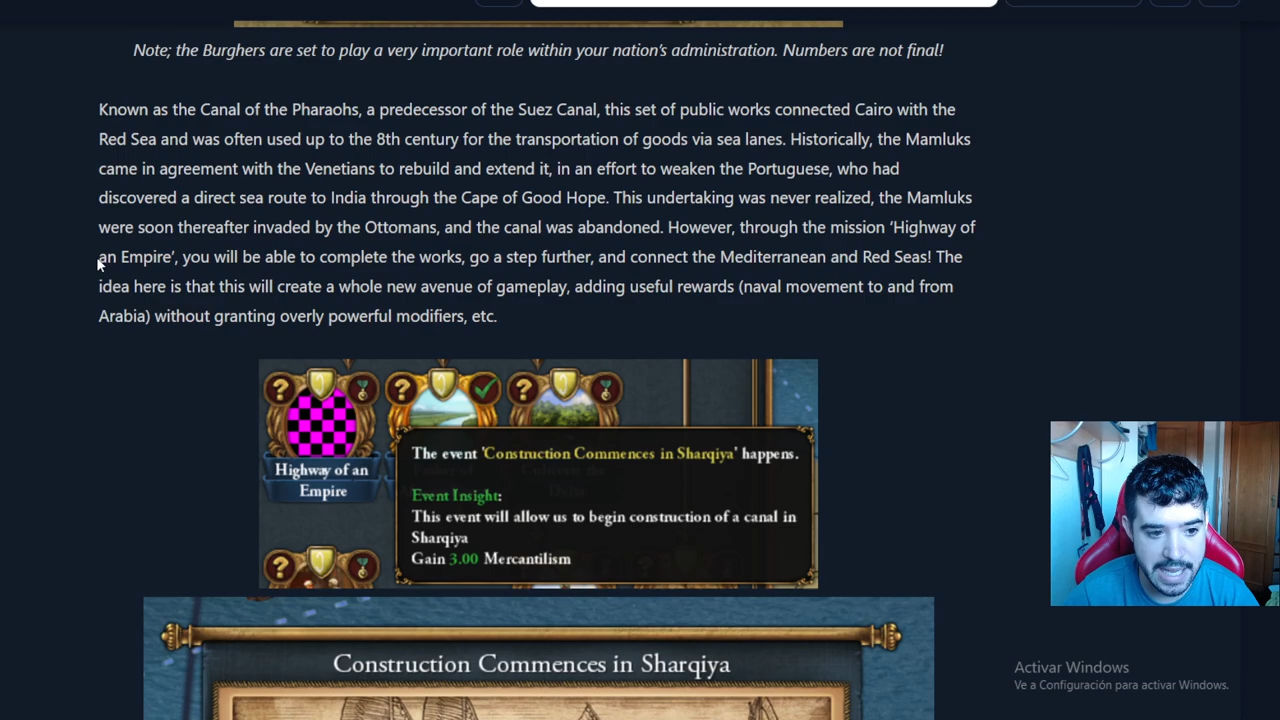 Note; the Burghers are set to play a very important role within your nation's administration. Numbers are not final!
Known as the Canal of the Pharaohs, a predecessor of the Suez Canal, this set of public works connected Cairo with the
Red Sea and was often used up to the 8th century for the transportation of goods via sea lanes. Historically, the Mamluks
came in agreement with the Venetians to rebuild and extend it, in an effort to weaken the Portuguese, who had
discovered a direct sea route to India through the Cape of Good Hope. This undertaking was never realized, the Mamluks
were soon thereafter invaded by the Ottomans, and the canal was abandoned. However, through the mission 'Highway of
an Empire', you will be able to complete the works, go a step further, and connect the Mediterranean and Red Seas! The
idea here is that this will create a whole new avenue of gameplay, adding useful rewards (naval movement to and from
Arabia) without granting overly powerful modifiers, etc.
Highway of an
Empire
The event 'Construction Commences in Sharqiya' happens.
Event Insight:
This event will allow us to begin construction of a canal in
Sharqiya
Gain 3.00 Mercantilism
Construction Commences in Sharqiya
Activar Windows
Ve a Configuración para activar Windows.